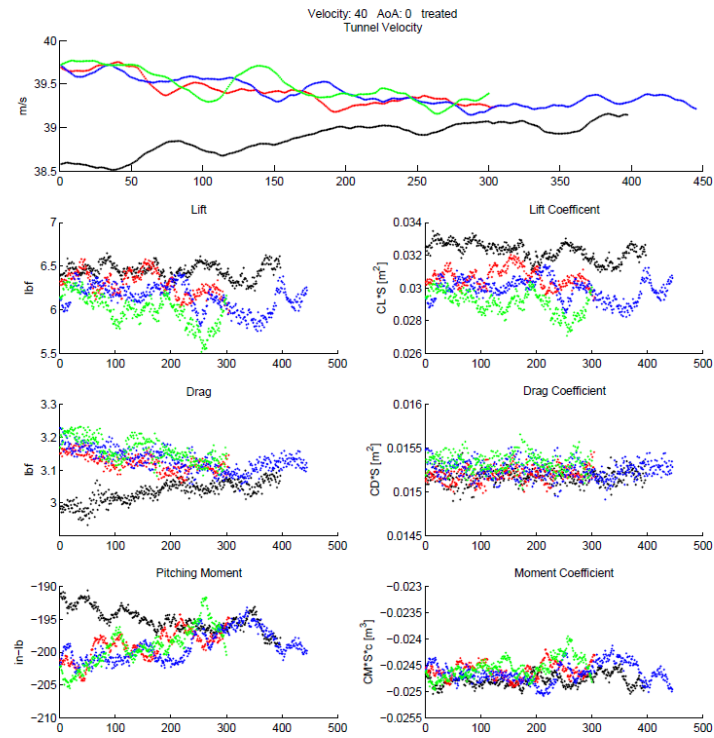 Velocity: 40 AoA: 0 treated
Tunnel Velocity
40
39.5
39
38.5
m/s
0 50 100 150 200 250 300 350 400 450
Lift
7
6.5
6
5.5
lbf
0 100 200 300 400 500
Lift Coefficent
0.034
0.032
0.03
0.028
0.026
CL*S [m²]
0 100 200 300 400 500
Drag
3.3
3.2
3.1
3
lbf
0 100 200 300 400 500
Drag Coefficient
0.016
0.0155
0.015
0.0145
CD*S [m²]
0 100 200 300 400 500
Pitching Moment
−190
−195
−200
−205
−210
in−lb
0 100 200 300 400 500
Moment Coefficient
−0.023
−0.0235
−0.024
−0.0245
−0.025
−0.0255
CM*S*c [m³]
0 100 200 300 400 500